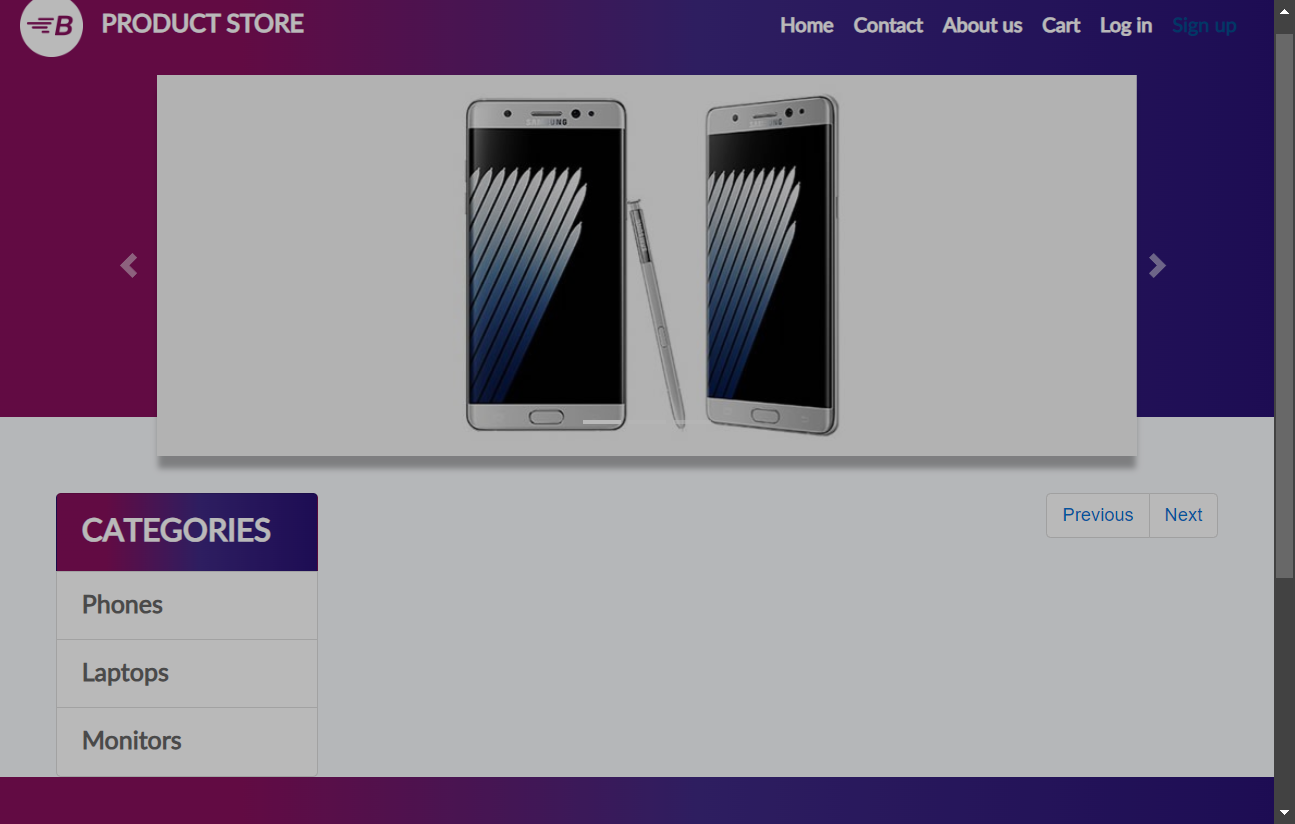 B PRODUCT STORE Home Contact About us Cart Log in Sign up
SAMSUNG SAMSUNG
CATEGORIES
Previous Next
Phones
Laptops
Monitors